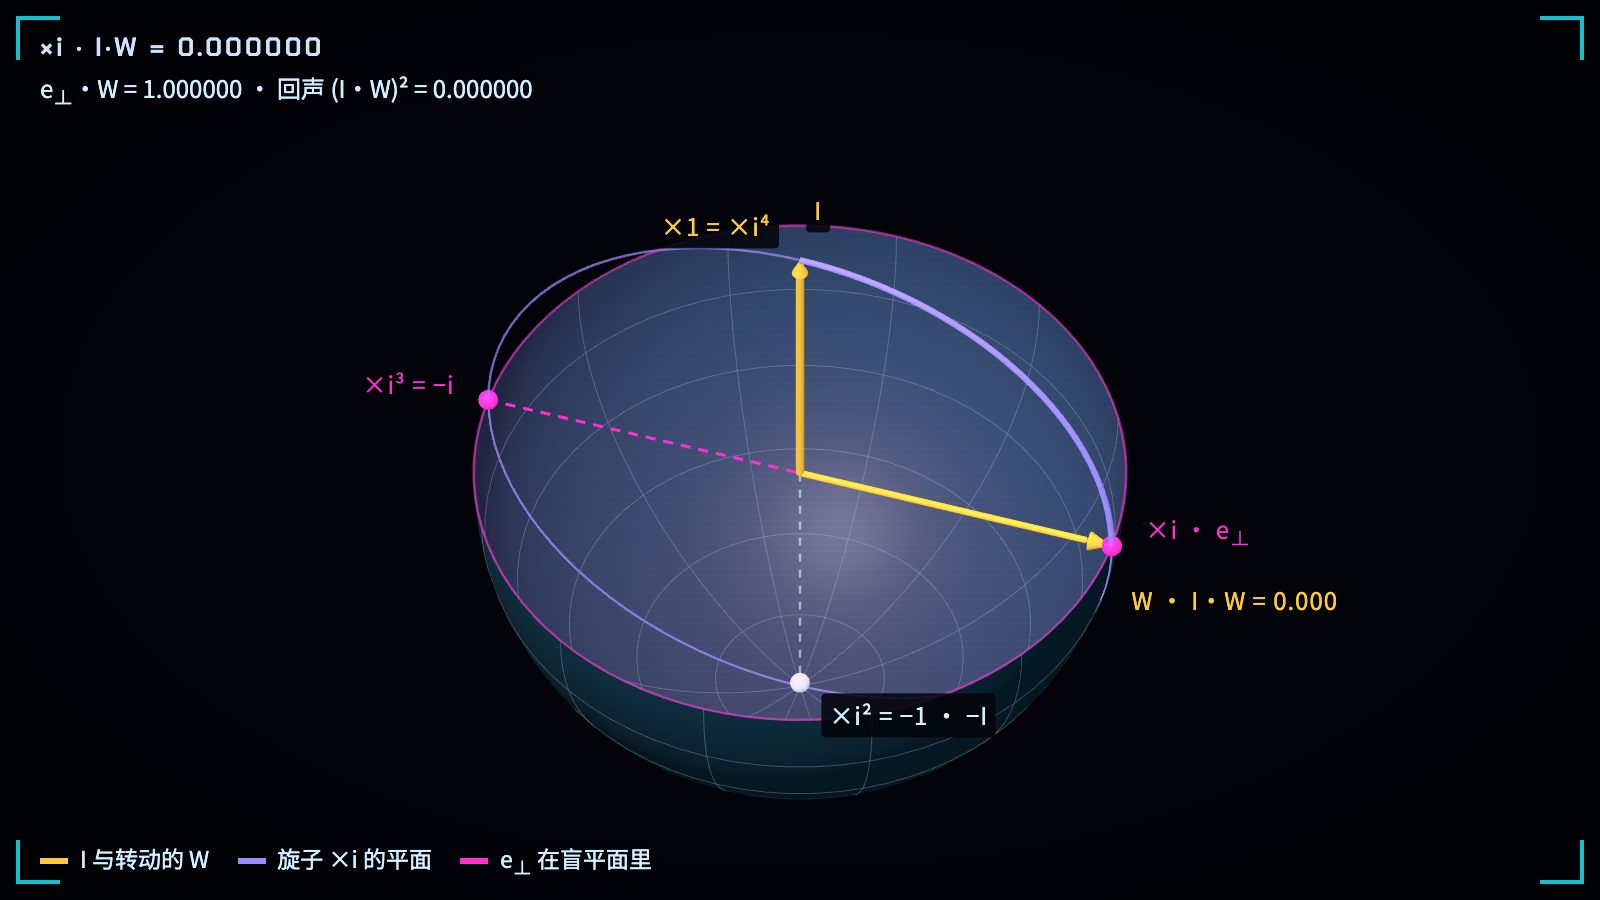 ×i · I·W = 0.000000
e⊥ · W = 1.000000 · 回声 (I · W)² = 0.000000
×1 = ×i⁴
I
×i³ = −i
×i · e⊥
W · I · W = 0.000
×i² = −1 · −I
I 与转动的 W
旋子 ×i 的平面
e⊥ 在盲平面里